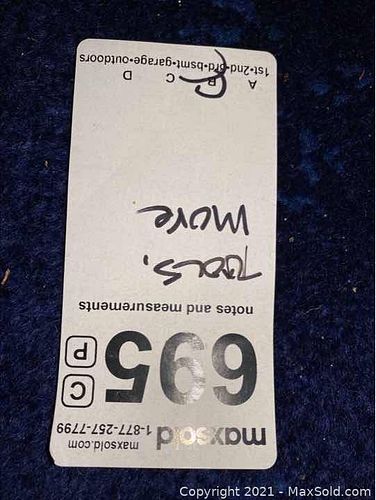 maxsold maxsold.com
1-877-257-7799
695 C
P
notes and measurements
TOOLS,
more
A B C D
1st•2nd•3rd•bsmt•garage•outdoors
Copyright 2021 - MaxSold.com